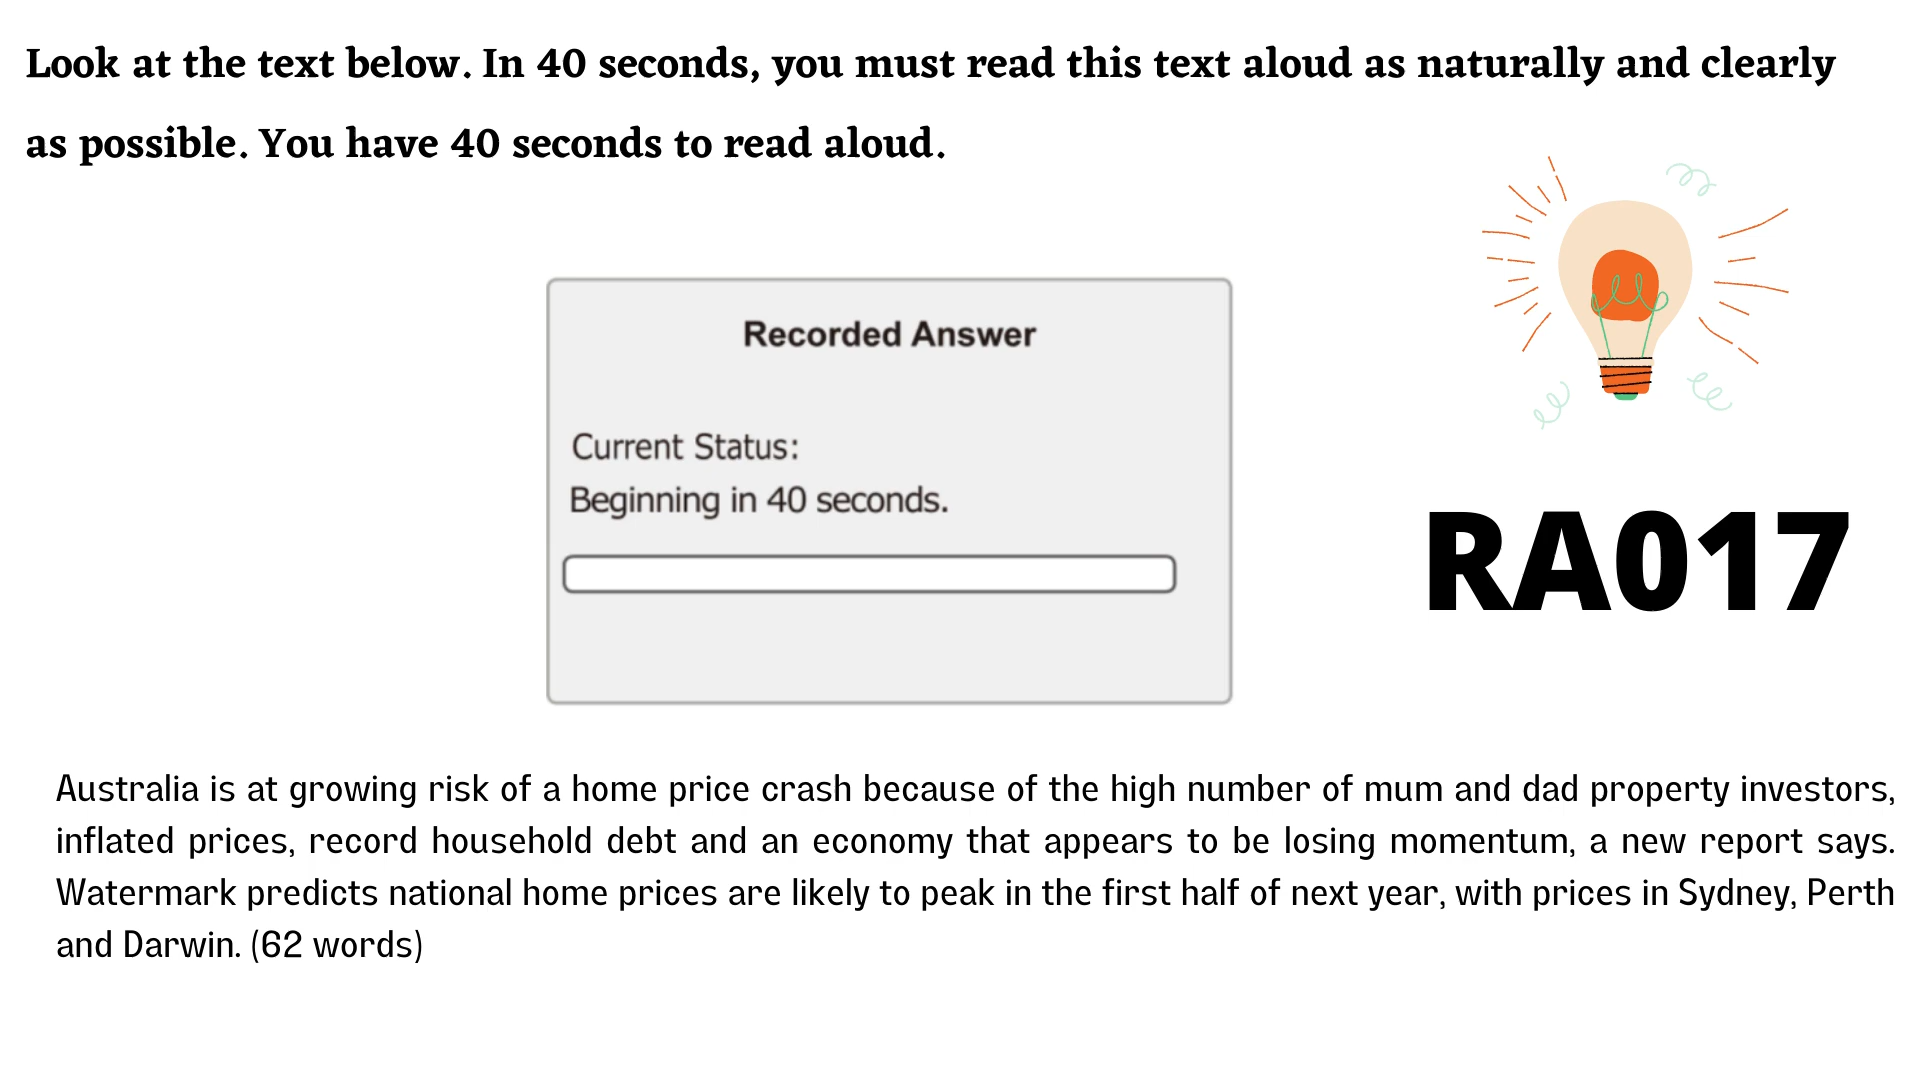 Look at the text below. In 40 seconds, you must read this text aloud as naturally and clearly
as possible. You have 40 seconds to read aloud.
Recorded Answer
Current Status:
Beginning in 40 seconds.
RA017
Australia is at growing risk of a home price crash because of the high number of mum and dad property investors,
inflated prices, record household debt and an economy that appears to be losing momentum, a new report says.
Watermark predicts national home prices are likely to peak in the first half of next year, with prices in Sydney, Perth
and Darwin. (62 words)